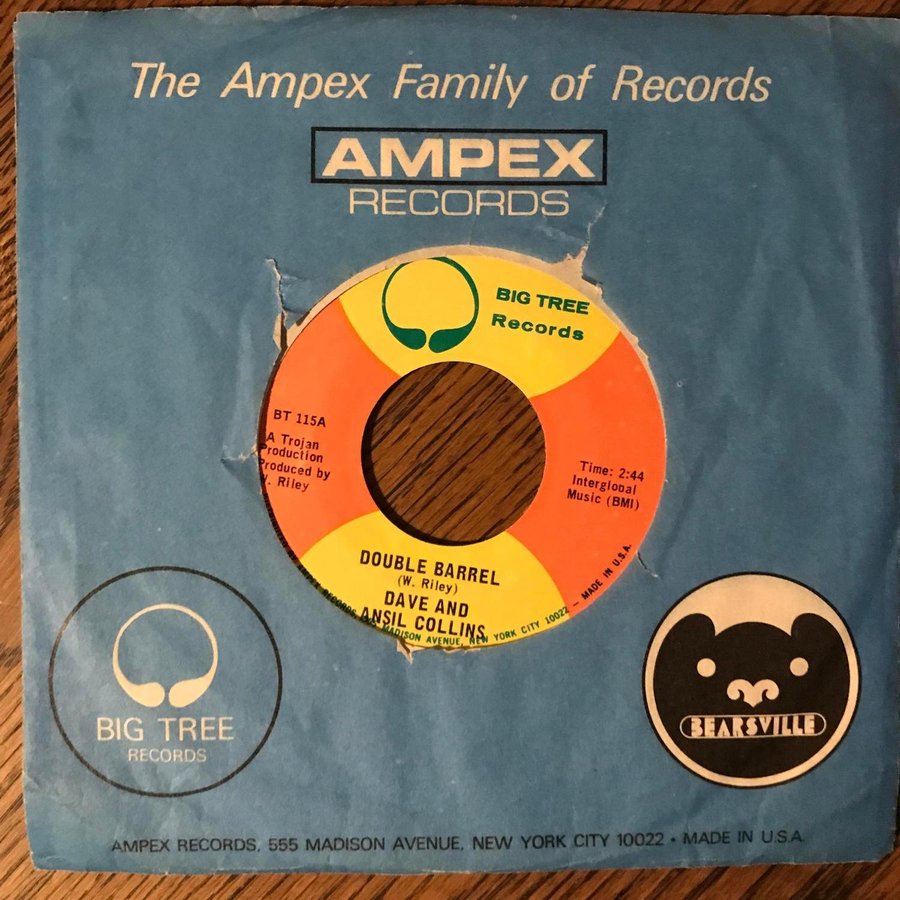 The Ampex Family of Records
AMPEX
RECORDS
BIG TREE
Records
BT 115A
A Trojan
Production
Produced by
. Riley
Time: 2:44
Interglobal
Music (BMI)
DOUBLE BARREL
(W. Riley)
DAVE AND
ANSIL COLLINS
RECORDS MADISON AVENUE, NEW YORK CITY 10022 - MADE IN U.S.A.
BIG TREE
RECORDS
BEARSVILLE
AMPEX RECORDS, 555 MADISON AVENUE, NEW YORK CITY 10022 • MADE IN U.S.A.